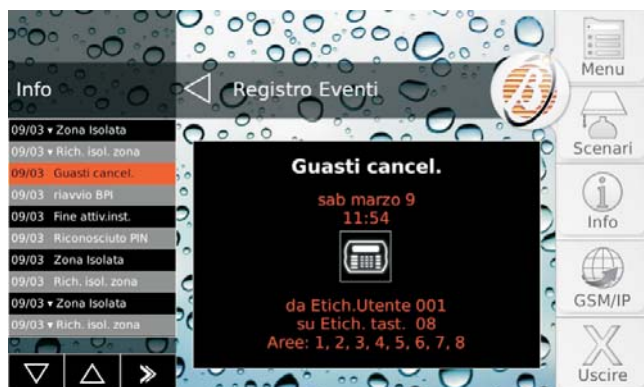 Info
Registro Eventi
09/03 ▾ Zona Isolata
09/03 ▾ Rich. isol. zona
09/03 Guasti cancel.
09/03 riavvio BPI
09/03 Fine attiv.inst.
09/03 Riconosciuto PIN
09/03 Zona Isolata
09/03 Rich. isol. zona
09/03 ▾ Zona Isolata
09/03 ▾ Rich. isol. zona
Guasti cancel.
sab marzo 9
11:54
da Etich.Utente 001
su Etich. tast. 08
Aree: 1, 2, 3, 4, 5, 6, 7, 8
Menu
Scenari
Info
GSM/IP
Uscire